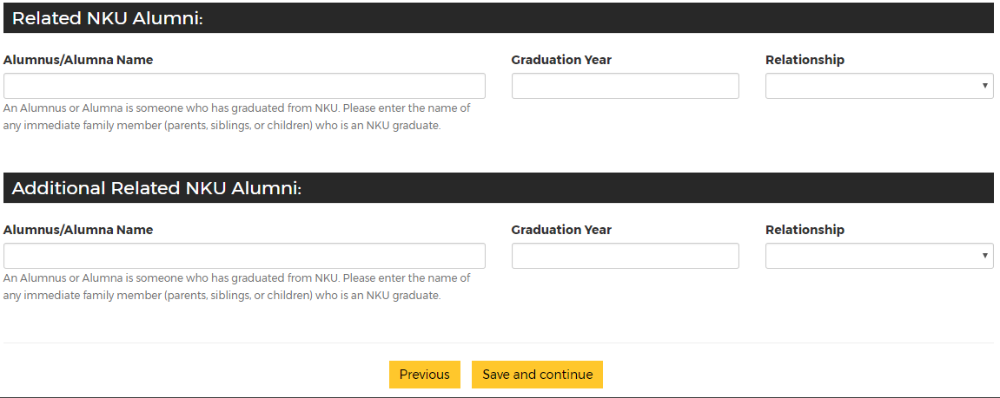 Related NKU Alumni:
Alumnus/Alumna Name
Graduation Year
Relationship
An Alumnus or Alumna is someone who has graduated from NKU. Please enter the name of
any immediate family member (parents, siblings, or children) who is an NKU graduate.
Additional Related NKU Alumni:
Alumnus/Alumna Name
Graduation Year
Relationship
An Alumnus or Alumna is someone who has graduated from NKU. Please enter the name of
any immediate family member (parents, siblings, or children) who is an NKU graduate.
Previous
Save and continue